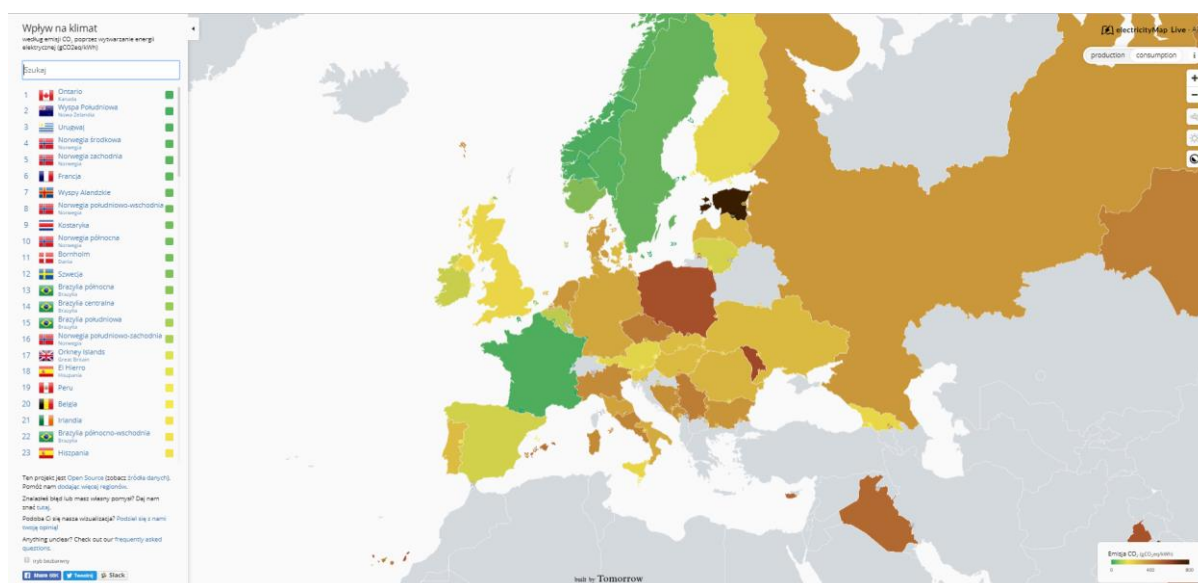 Wpływ na klimat
według emisji CO₂ poprzez wytwarzanie energii
elektrycznej (gCO2eq/kWh)
Szukaj
1 Ontario
Kanada
2 Wyspa Południowa
Nowa Zelandia
3 Urugwaj
4 Norwegia środkowa
Norwegia
5 Norwegia zachodnia
Norwegia
6 Francja
7 Wyspy Alandzkie
8 Norwegia południowo-wschodnia
Norwegia
9 Kostaryka
10 Norwegia północna
Norwegia
11 Bornholm
Dania
12 Szwecja
13 Brazylia północna
Brazylia
14 Brazylia centralna
Brazylia
15 Brazylia południowa
Brazylia
16 Norwegia południowo-zachodnia
Norwegia
17 Orkney Islands
Great Britain
18 El Hierro
Hiszpania
19 Peru
20 Belgia
21 Irlandia
22 Brazylia północno-wschodnia
Brazylia
23 Hiszpania
Ten projekt jest Open Source (zobacz źródła danych).
Pomóż nam dodając więcej regionów.
Znalazłeś błąd lub masz własny pomysł? Daj nam
znać tutaj.
Podoba Ci się nasza wizualizacja? Podziel się z nami
swoją opinią!
Anything unclear? Check out our frequently asked
questions.
Share
Tweetnij
Slack
electricityMap Live
production consumption i
+
−
built by Tomorrow
Emisja CO₂ (gCO₂eq/kWh)
0 400 800